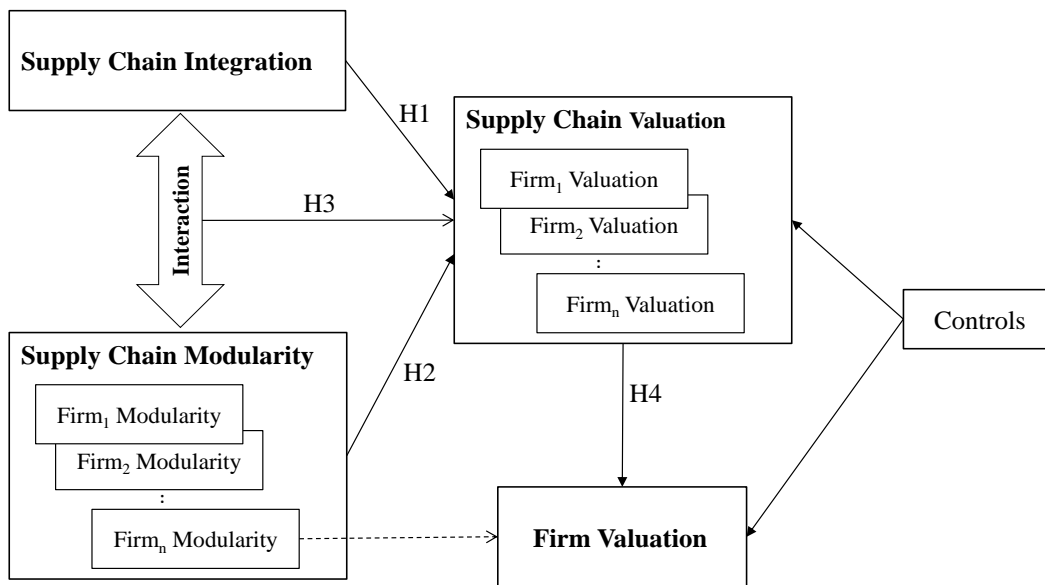 Supply Chain Integration
H1
Supply Chain Valuation
Firm₁ Valuation
Firm₂ Valuation
:
Firmₙ Valuation
Interaction
H3
Controls
Supply Chain Modularity
Firm₁ Modularity
Firm₂ Modularity
:
Firmₙ Modularity
H2
H4
Firm Valuation